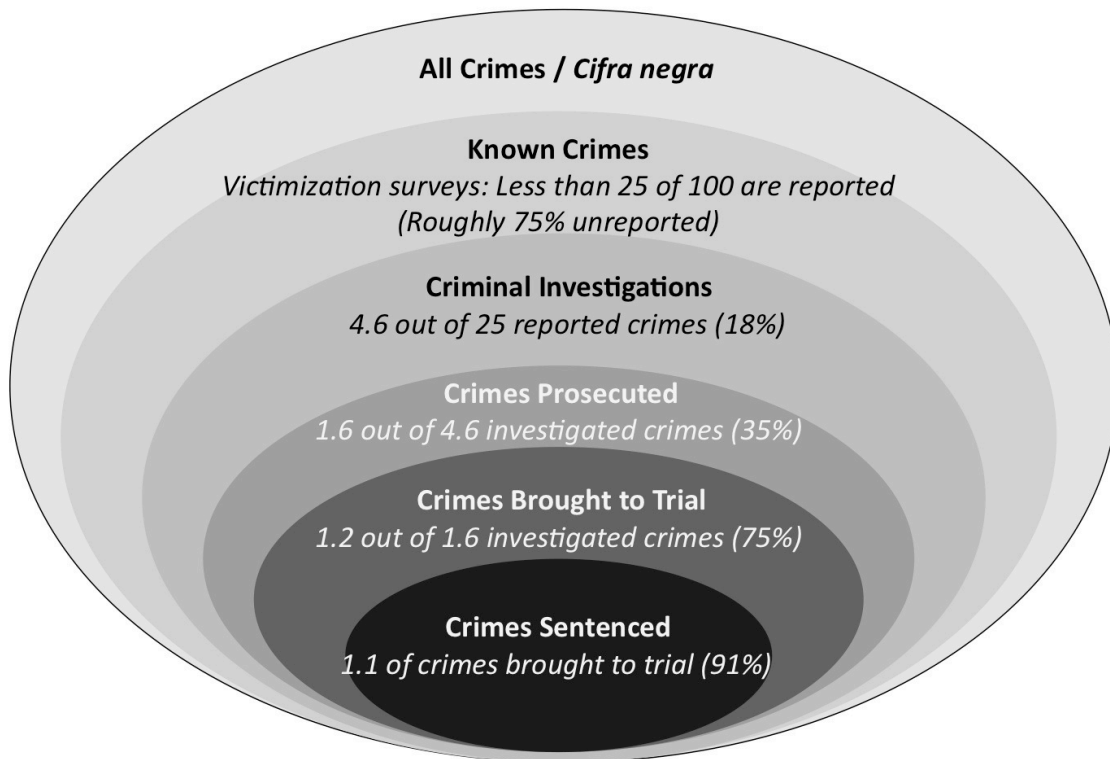 All Crimes / Cifra negra
Known Crimes
Victimization surveys: Less than 25 of 100 are reported
(Roughly 75% unreported)
Criminal Investigations
4.6 out of 25 reported crimes (18%)
Crimes Prosecuted
1.6 out of 4.6 investigated crimes (35%)
Crimes Brought to Trial
1.2 out of 1.6 investigated crimes (75%)
Crimes Sentenced
1.1 of crimes brought to trial (91%)